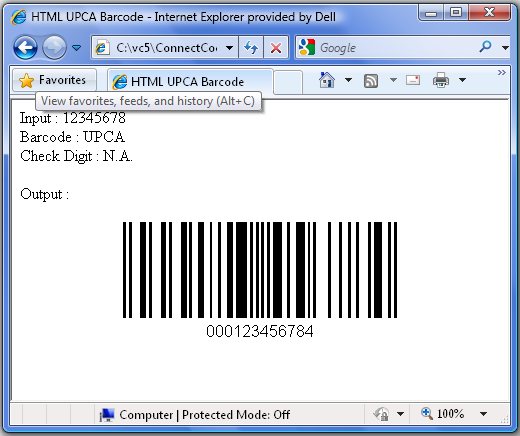 HTML UPCA Barcode - Internet Explorer provided by Dell
C:\vc5\ConnectCo
Google
Favorites
HTML UPCA Barcode
View favorites, feeds, and history (Alt+C)
Input : 12345678
Barcode : UPCA
Check Digit : N.A.
Output :
000123456784
Computer | Protected Mode: Off
100%